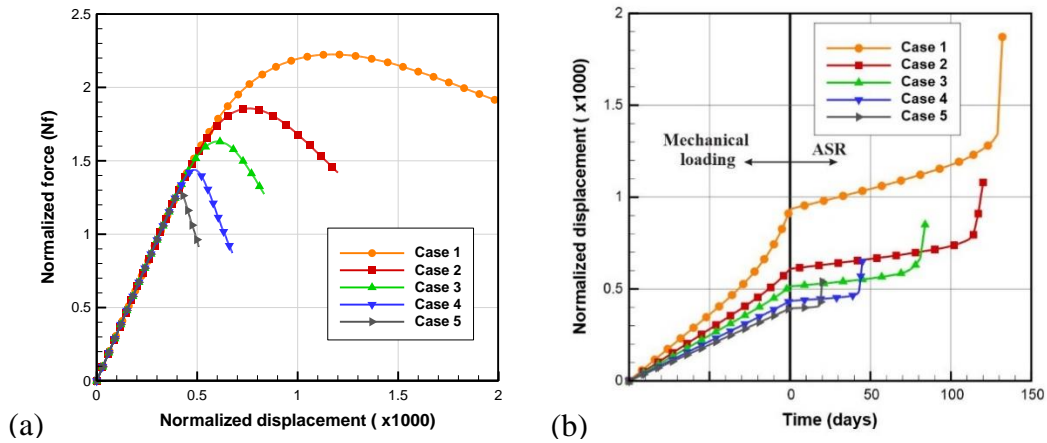 2.5
2
1.5
1
0.5
0
Normalized force (Nf)
Case 1
Case 2
Case 3
Case 4
Case 5
0 0.5 1 1.5 2
Normalized displacement ( x1000)
(a)
2
1.5
1
0.5
0
Normalized displacement ( x1000)
Case 1
Case 2
Case 3
Case 4
Case 5
Mechanical
loading
ASR
0 50 100 150
Time (days)
(b)